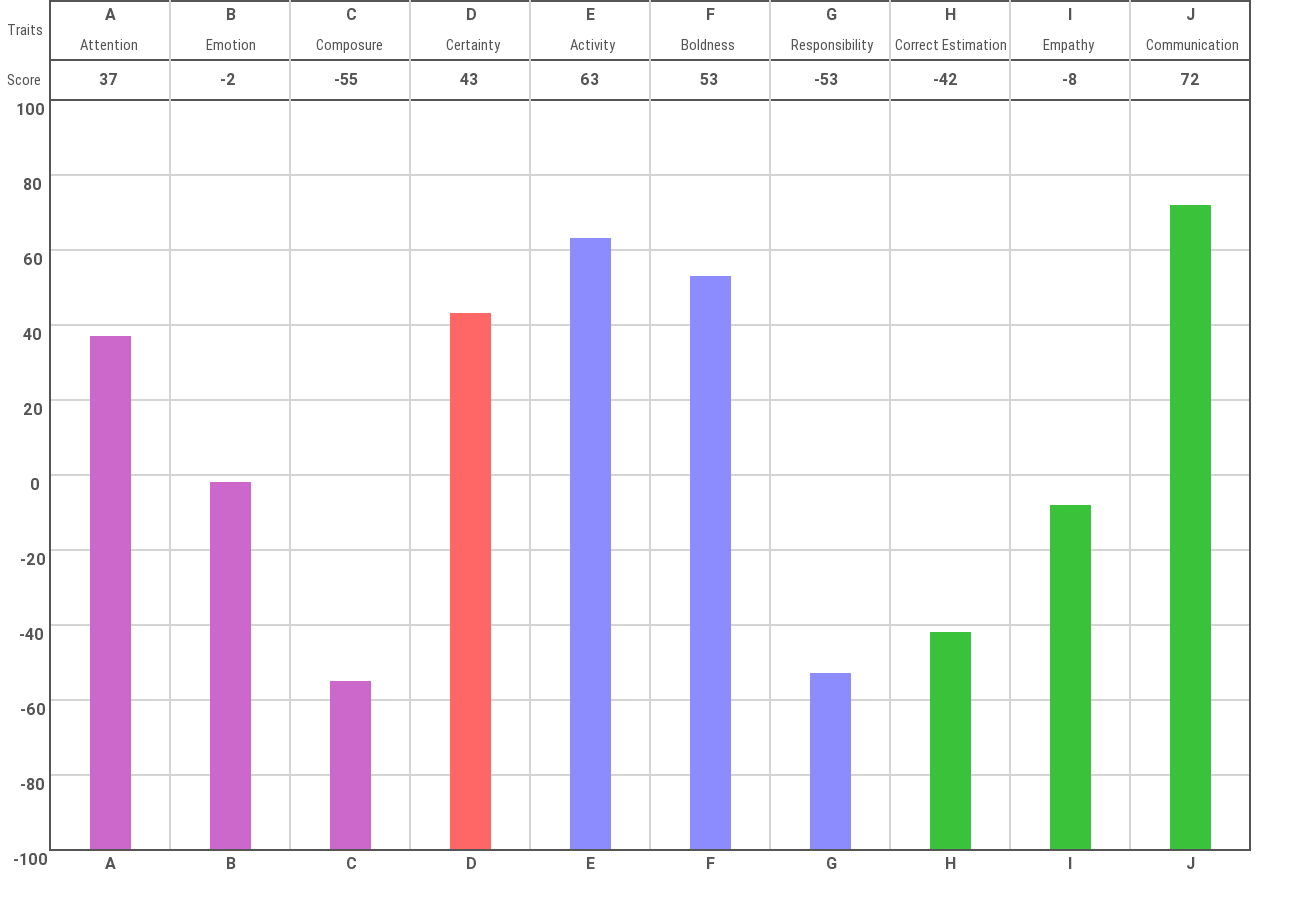 A B C D E F G H I J
Traits
Attention Emotion Composure Certainty Activity Boldness Responsibility Correct Estimation Empathy Communication
Score 37 -2 -55 43 63 53 -53 -42 -8 72
100
80
60
40
20
0
-20
-40
-60
-80
-100
A B C D E F G H I J